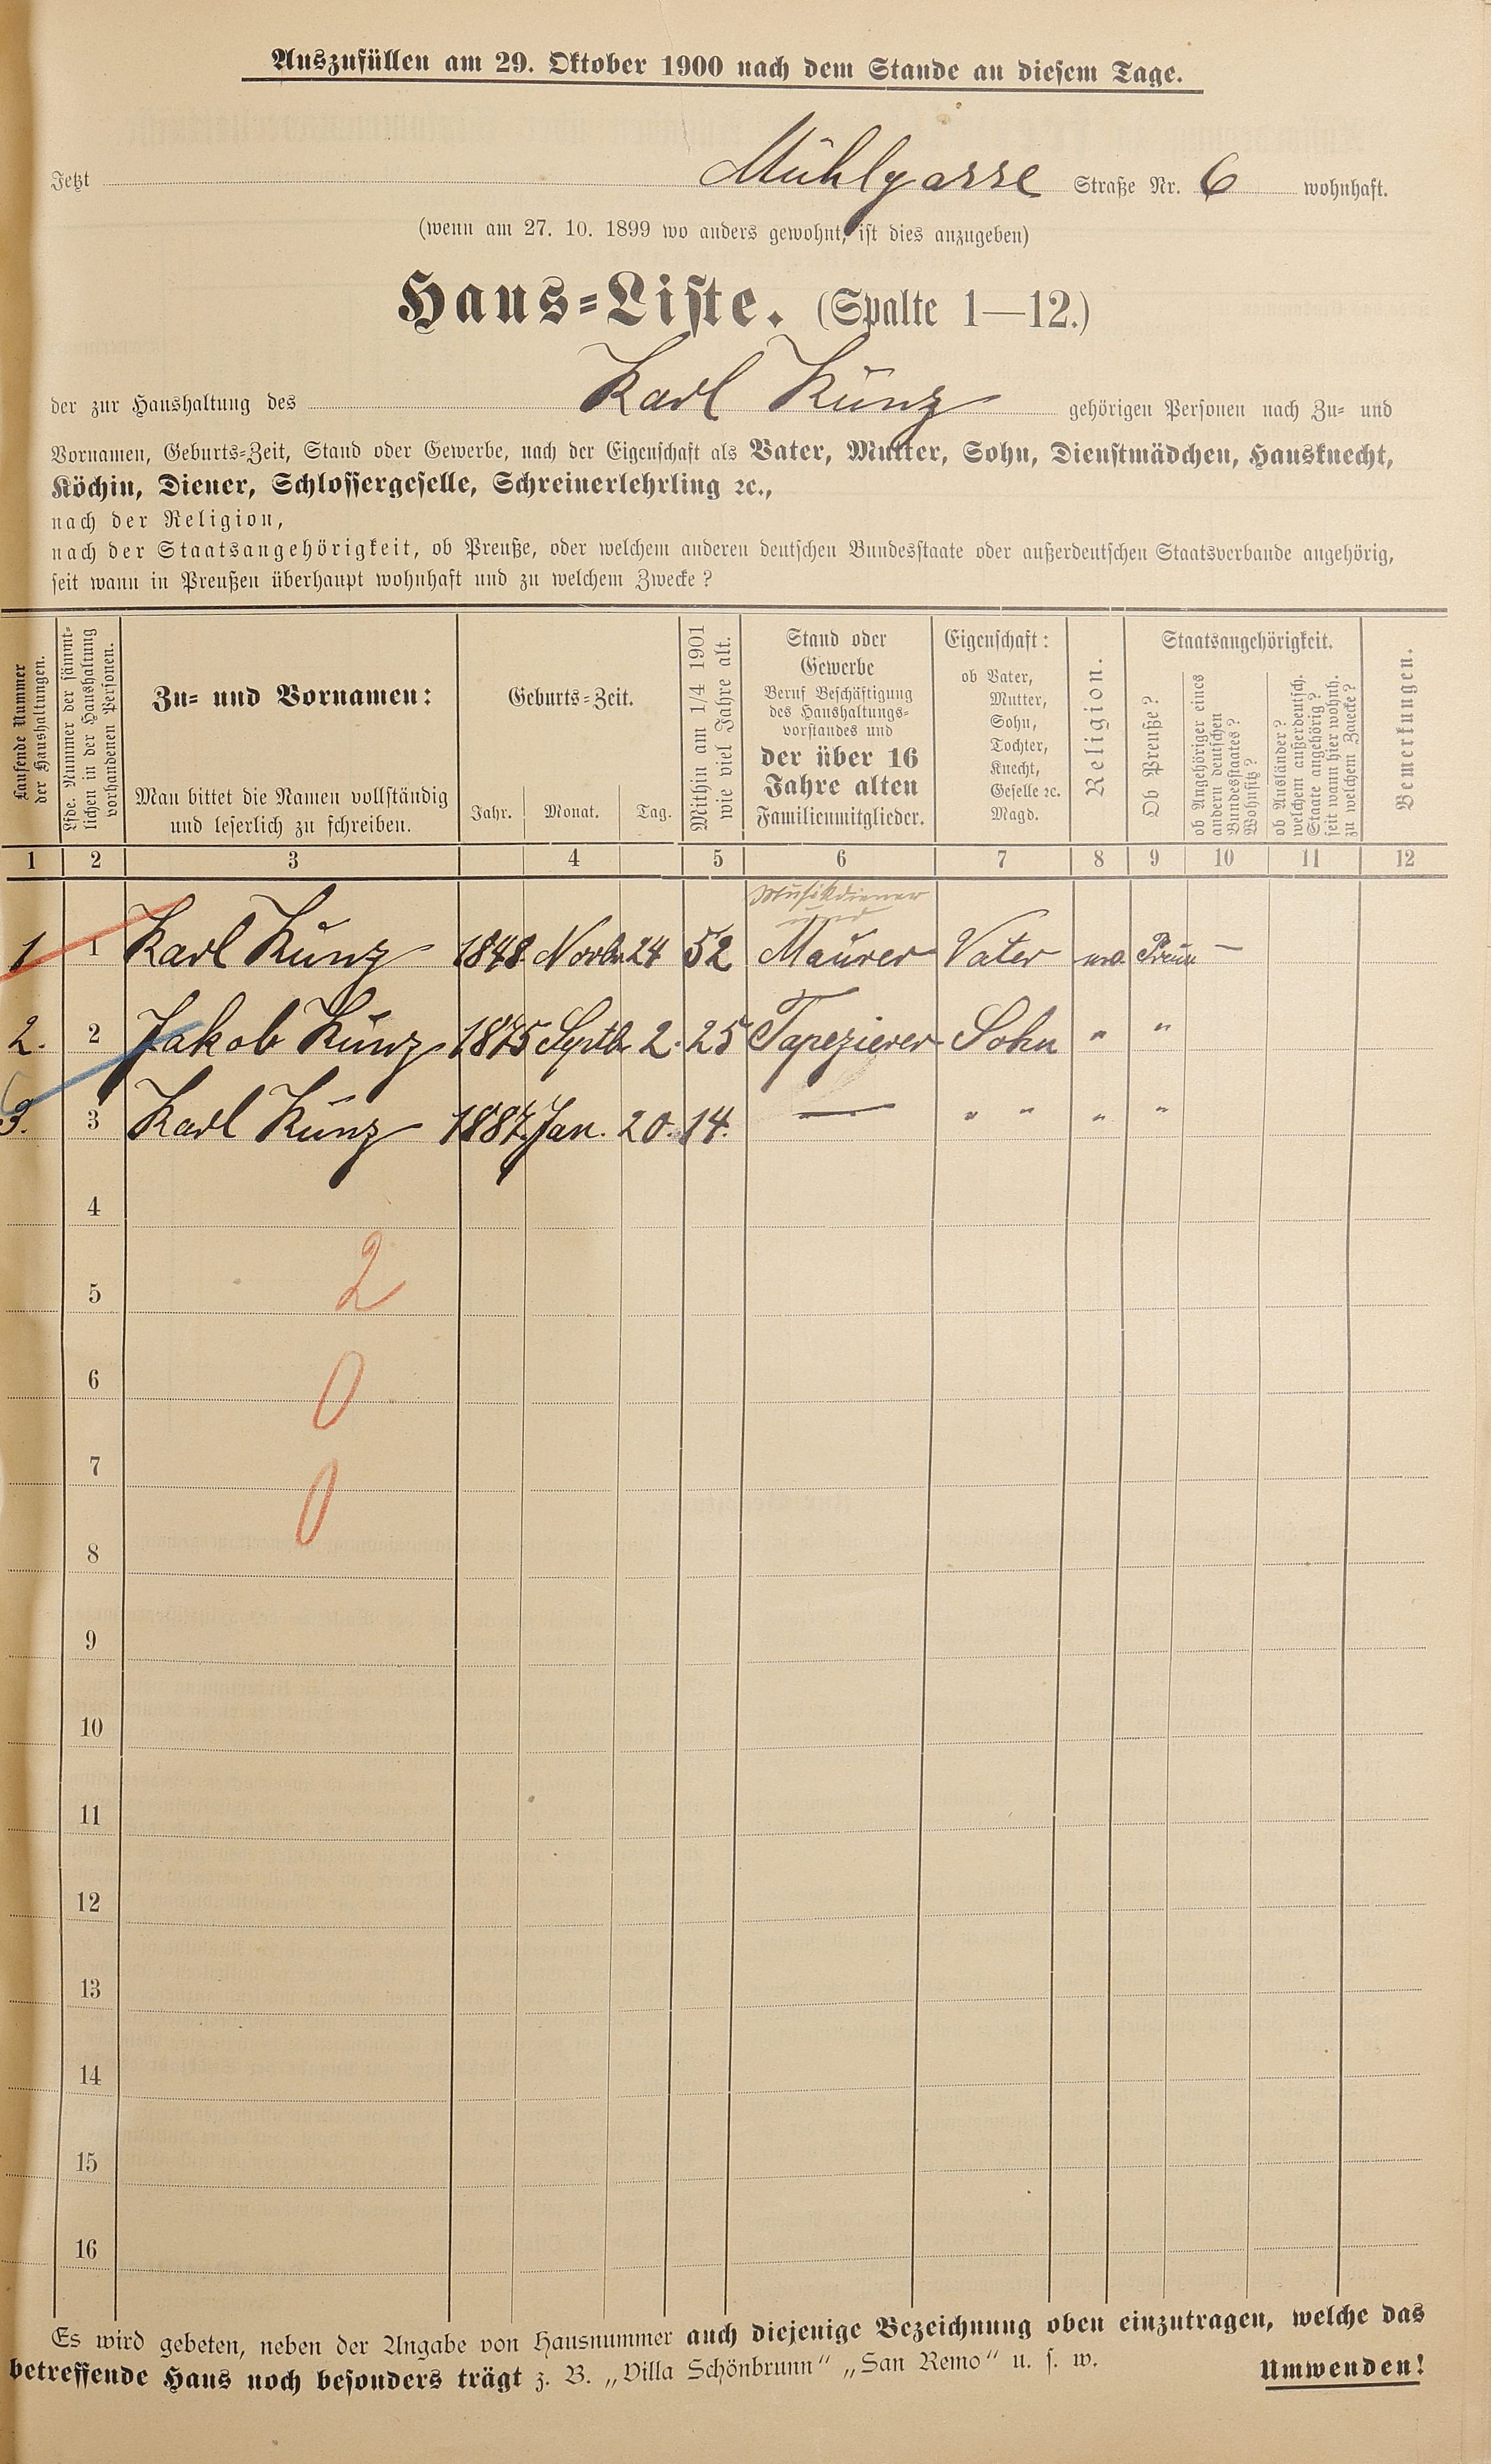 Auszufüllen am 29. Oktober 1900 nach dem Stande an diesem Tage.
Jetzt Mühlgasse Straße Nr. 6 wohnhaft.
(wenn am 27. 10. 1899 wo anders gewohnt, ist dies anzugeben)
Haus-Liste. (Spalte 1—12.)
der zur Haushaltung des Karl Kunz gehörigen Personen nach Zu- und
Vornamen, Geburts-Zeit, Stand oder Gewerbe, nach der Eigenschaft als Vater, Mutter, Sohn, Dienstmädchen, Hausknecht,
Köchin, Diener, Schlossergeselle, Schreinerlehrling ꝛc.,
nach der Religion,
nach der Staatsangehörigkeit, ob Preuße, oder welchem anderen deutschen Bundesstaate oder außerdeutschen Staatsverbande angehörig,
seit wann in Preußen überhaupt wohnhaft und zu welchem Zwecke?
Laufende Nummer
der Haushaltungen.
Lfde. Nummer der sämmt-
lichen in der Haushaltung
vorhandenen Personen.
Zu- und Vornamen:
Man bittet die Namen vollständig
und leserlich zu schreiben.
Geburts-Zeit.
Jahr. Monat. Tag.
Mithin am 1/4 1901
wie viel Jahre alt.
Stand oder
Gewerbe
Beruf Beschäftigung
des Haushaltungs-
vorstandes und
der über 16
Jahre alten
Familienmitglieder.
Eigenschaft:
ob Vater,
Mutter,
Sohn,
Tochter,
Knecht,
Geselle ꝛc.
Magd.
Religion.
Staatsangehörigkeit.
Ob Preuße?
ob Angehöriger eines
andern deutschen
Bundesstaates?
Wohnsitz?
ob Ausländer?
welchem außerdeutsch.
Staate angehörig?
seit wann hier wohnh.
zu welchem Zwecke?
Bemerkungen.
1 2 3 4 5 6 7 8 9 10 11 12
Musikdiener
und
1 1 Karl Kunz 1848 Novbr 24 52 Maurer Vater Preuße —
2. 2 Jakob Kunz 1875 Septbr 2. 25 Tapezierer Sohn " "
3. 3 Karl Kunz 1887 Jan. 20. 14. — " " " "
4
2
5
6
0
7
0
8
9
10
11
12
13
14
15
16
Es wird gebeten, neben der Angabe von Hausnummer auch diejenige Bezeichnung oben einzutragen, welche das
betreffende Haus noch besonders trägt z. B. „Villa Schönbrunn" „San Remo" u. s. w.
Umwenden!